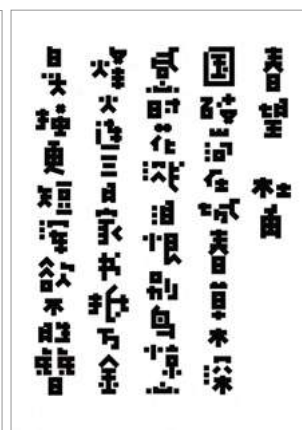 春望 杜甫
国破山河在城春草木深
感时花溅泪恨别鸟惊心
烽火连三月家书抵万金
白头搔更短浑欲不胜簪